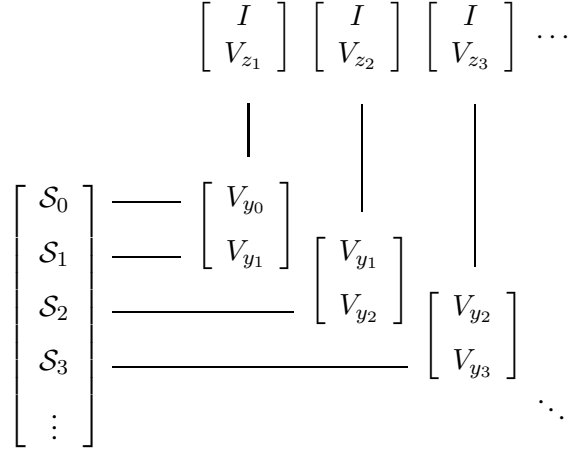 I I I
V_{z_1} V_{z_2} V_{z_3} ⋯
𝒮_0 V_{y_0}
𝒮_1 V_{y_1} V_{y_1}
𝒮_2 V_{y_2} V_{y_2}
𝒮_3 V_{y_3}
⋮ ⋱